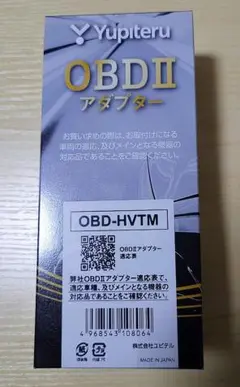 Yupiteru
OBDⅡ
アダプター
お買い求めの際は、お取付けになる
車両の適応、及びメインとなる機器の
対応品であることをご確認ください。
OBD-HVTM
OBDⅡアダプター
適応表
弊社OBDⅡアダプター適応表で、
適応車種、及びメインとなる機器の
対応品であることをご確認ください。
4 968543 108064
株式会社ユピテル
MADE IN JAPAN